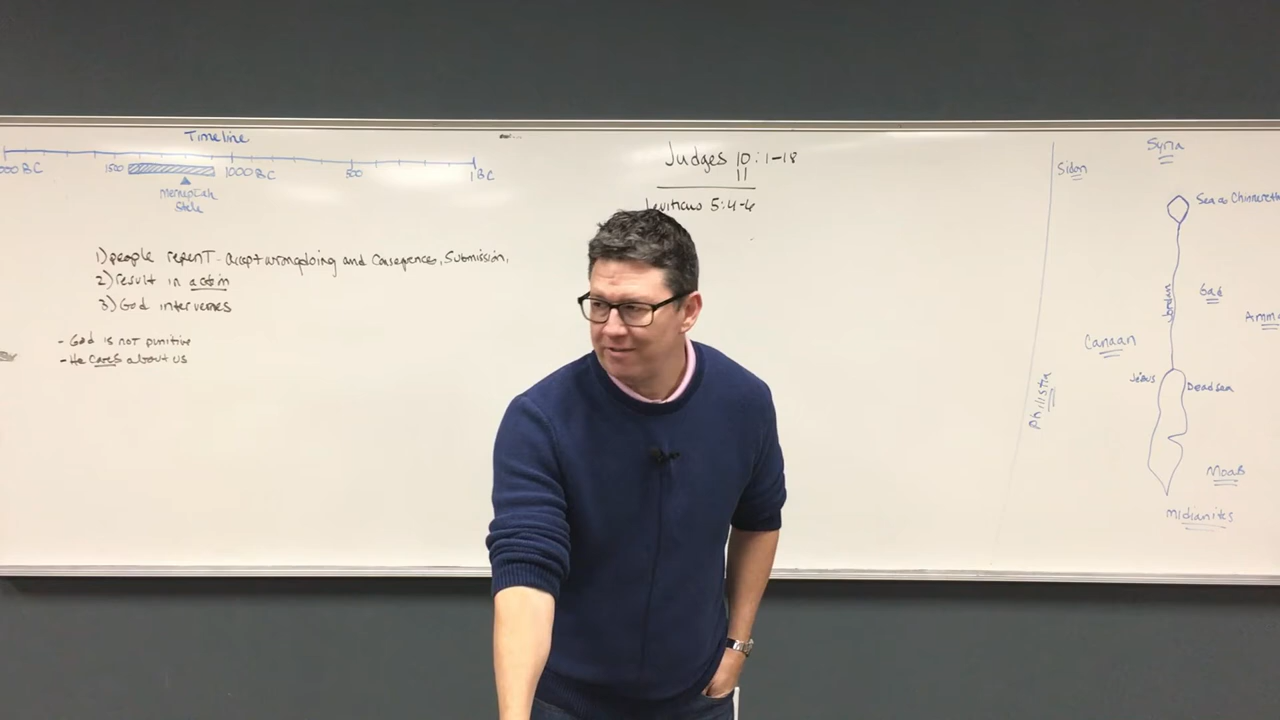 Timeline
000 BC 1500 1000 BC 500 1 BC
Merneptah
Stele
1) people repent - accept wrongdoing and consequences, submission,
2) result in action
3) God intervenes
- God is not punitive
- He cares about us
Judges 10:1-18
11
Leviticus 5:4-6
Sidon
Syria
Sea of Chinnereth
Jordan
Gad
Ammo
Canaan
Jebus
Dead Sea
Philistia
Moab
Midianites